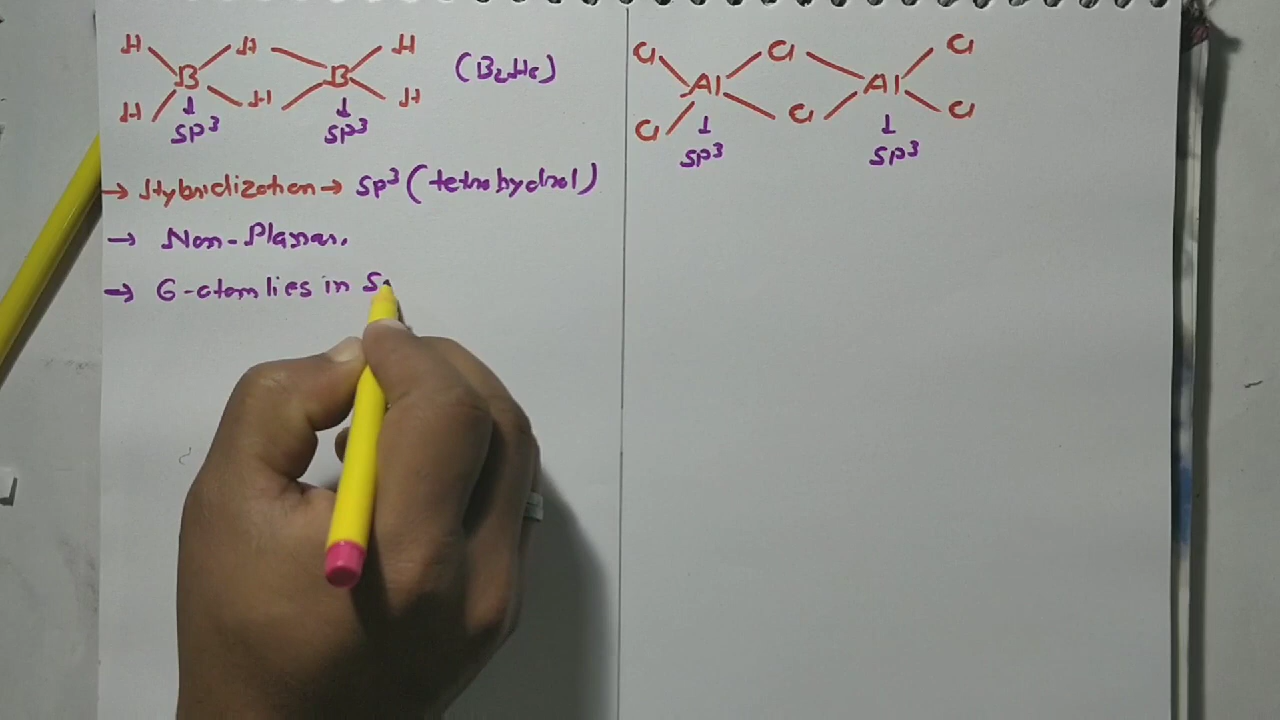 H H H
B B (B2H6)
H H H
↓ ↓
sp³ sp³
→ Hybridization → sp³ (tetrahydral)
→ Non-Planar.
→ 6-atom lies in S
Cl Cl Cl
Al Al
Cl Cl Cl
↓ ↓
sp³ sp³